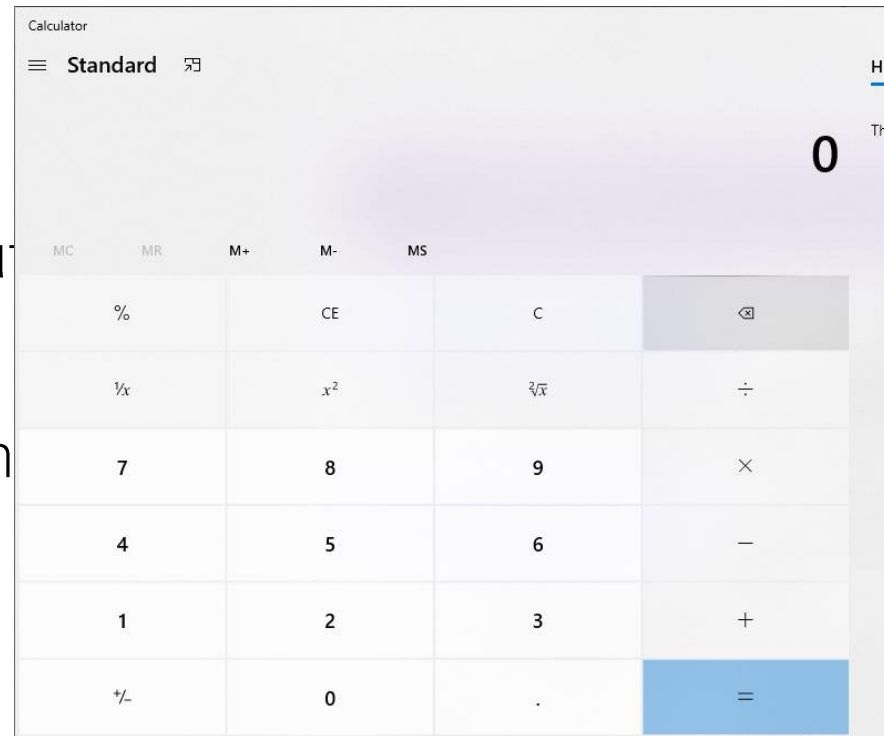 Calculator
Standard
H
Th
0
MC MR M+ M- MS
% CE C
⅟x x² ²√x ÷
7 8 9 ×
4 5 6 −
1 2 3 +
+/− 0 . =